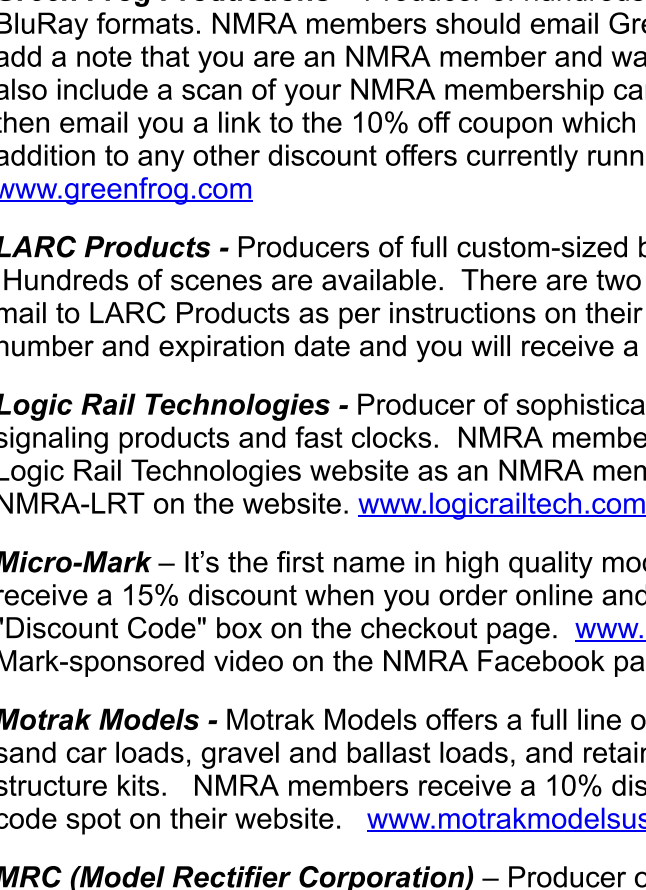 Green Frog Productions – Producer of hundreds
BluRay formats. NMRA members should email Gre
add a note that you are an NMRA member and wa
also include a scan of your NMRA membership ca
then email you a link to the 10% off coupon which
addition to any other discount offers currently runn
www.greenfrog.com
LARC Products - Producers of full custom-sized b
Hundreds of scenes are available.  There are two
mail to LARC Products as per instructions on their
number and expiration date and you will receive a
Logic Rail Technologies - Producer of sophistica
signaling products and fast clocks.  NMRA membe
Logic Rail Technologies website as an NMRA mem
NMRA-LRT on the website. www.logicrailtech.com
Micro-Mark – It’s the first name in high quality mod
receive a 15% discount when you order online and
"Discount Code" box on the checkout page.  www.
Mark-sponsored video on the NMRA Facebook pa
Motrak Models - Motrak Models offers a full line o
sand car loads, gravel and ballast loads, and retain
structure kits.   NMRA members receive a 10% dis
code spot on their website.   www.motrakmodelsus
MRC (Model Rectifier Corporation) – Producer o